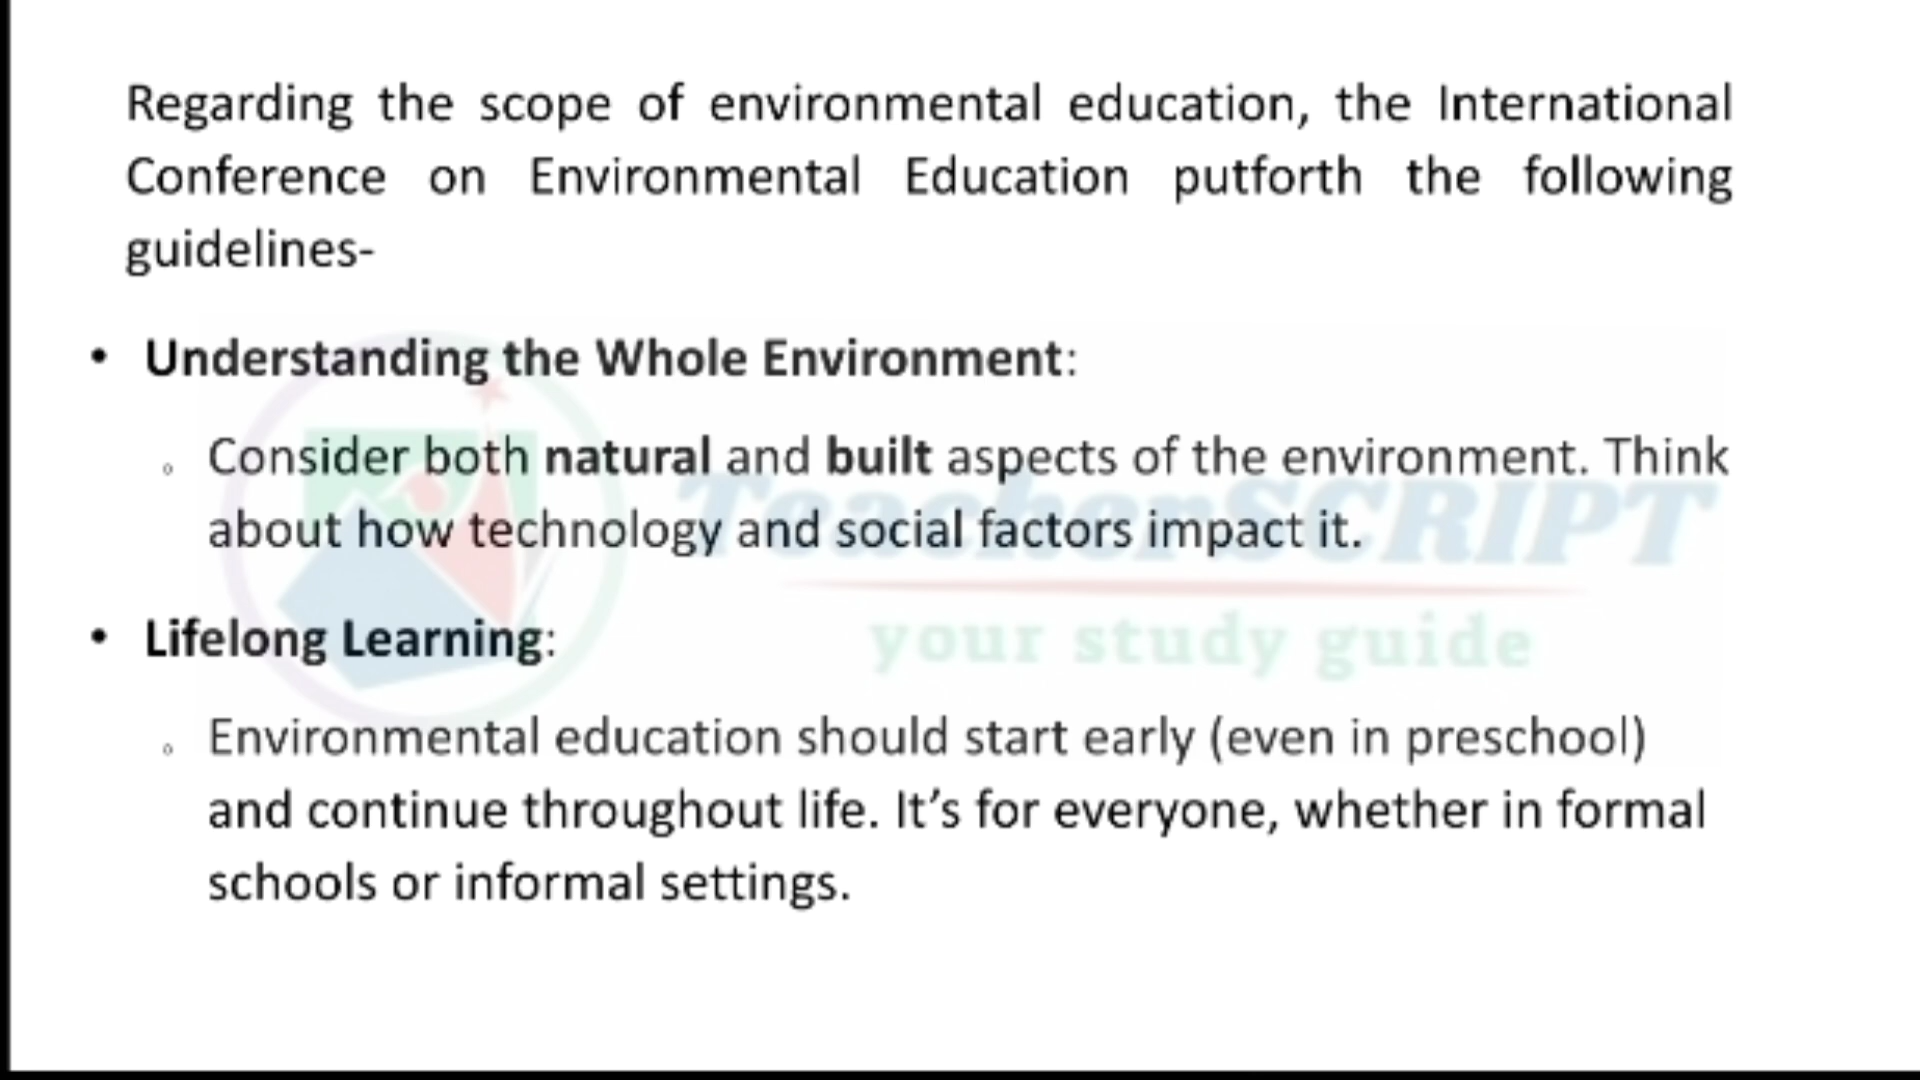 Regarding the scope of environmental education, the International
Conference on Environmental Education putforth the following
guidelines-
• Understanding the Whole Environment:
◦ Consider both natural and built aspects of the environment. Think
about how technology and social factors impact it.
TeacherSCRIPT
your study guide
• Lifelong Learning:
◦ Environmental education should start early (even in preschool)
and continue throughout life. It’s for everyone, whether in formal
schools or informal settings.